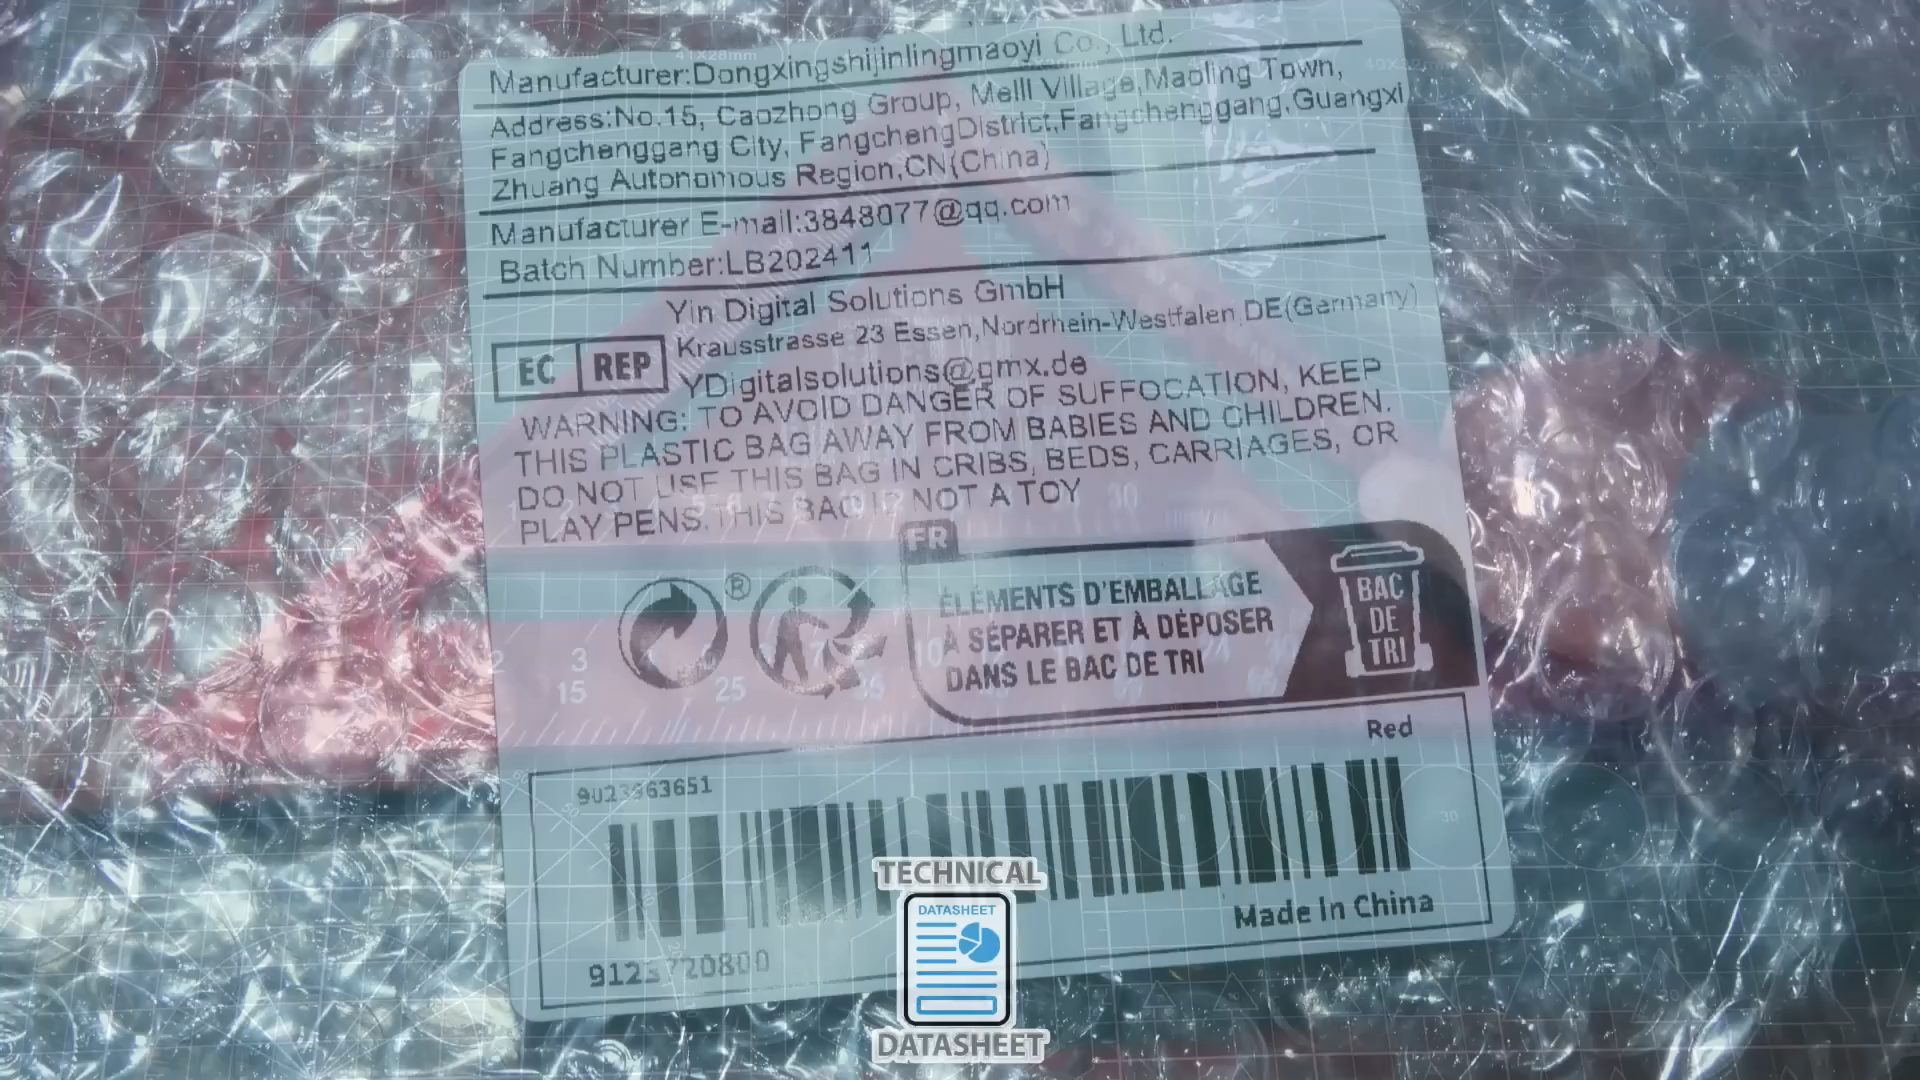 Manufacturer:Dongxingshijinlingmaoyi Co., Ltd.
Address:No.15, Caozhong Group, Meili Village,Maoling Town,
Fangchenggang City, FangchengDistrict,Fangchenggang,Guangxi
Zhuang Autonomous Region,CN(China)
Manufacturer E-mail:3848077@qq.com
Batch Number:LB202411
Yin Digital Solutions GmbH
EC REP
Krausstrasse 23 Essen,Nordrhein-Westfalen,DE(Germany)
YDigitalsolutions@gmx.de
WARNING: TO AVOID DANGER OF SUFFOCATION, KEEP
THIS PLASTIC BAG AWAY FROM BABIES AND CHILDREN.
DO NOT USE THIS BAG IN CRIBS, BEDS, CARRIAGES, OR
PLAY PENS.THIS BAG IS NOT A TOY
FR
®
ÉLÉMENTS D'EMBALLAGE
À SÉPARER ET À DÉPOSER
DANS LE BAC DE TRI
BAC
DE
TRI
3
15
25
Red
Made In China
TECHNICAL
DATASHEET
DATASHEET